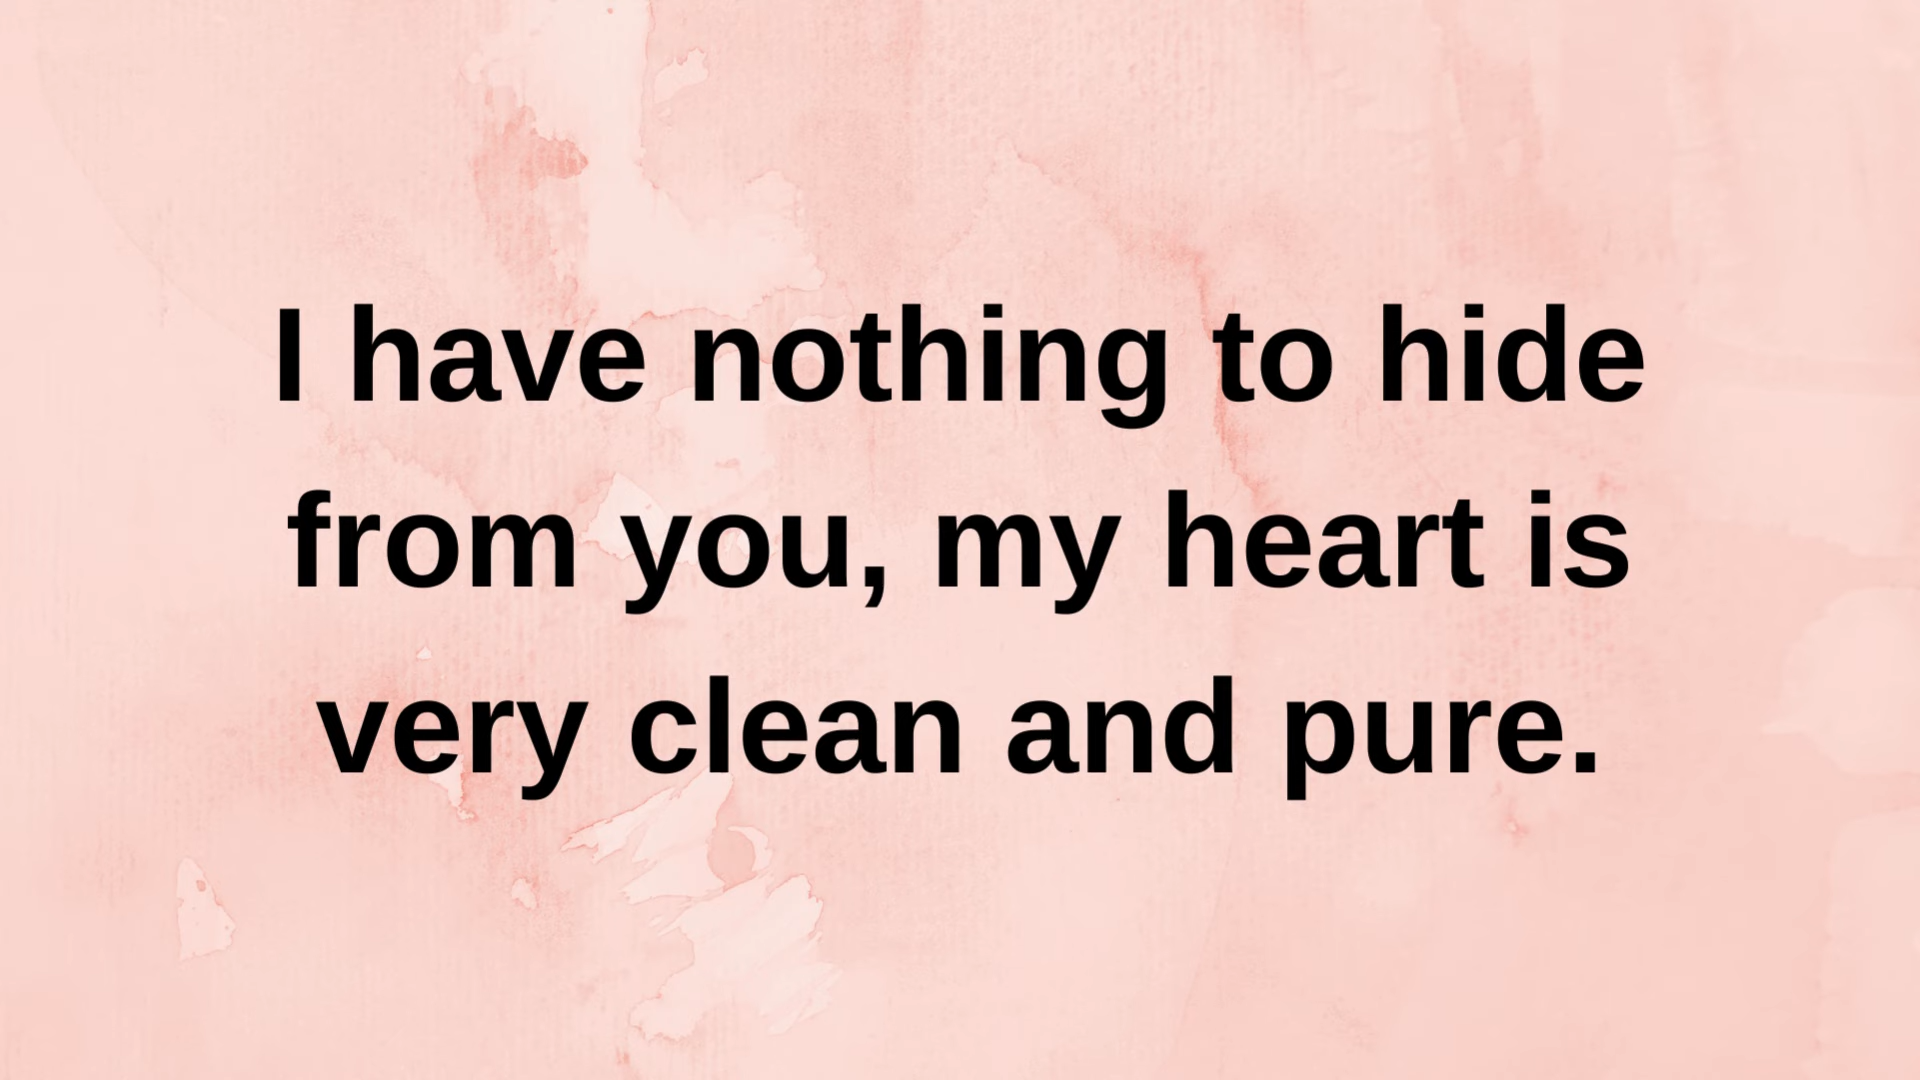 I have nothing to hide
from you, my heart is
very clean and pure.